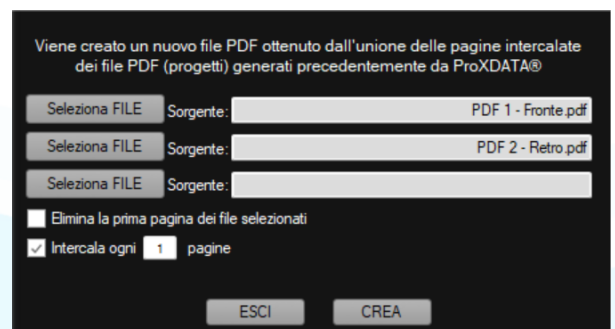 Viene creato un nuovo file PDF ottenuto dall'unione delle pagine intercalate
dei file PDF (progetti) generati precedentemente da ProXDATA®
Seleziona FILE Sorgente: PDF 1 - Fronte.pdf
Seleziona FILE Sorgente: PDF 2 - Retro.pdf
Seleziona FILE Sorgente:
Elimina la prima pagina dei file selezionati
Intercala ogni 1 pagine
ESCI CREA